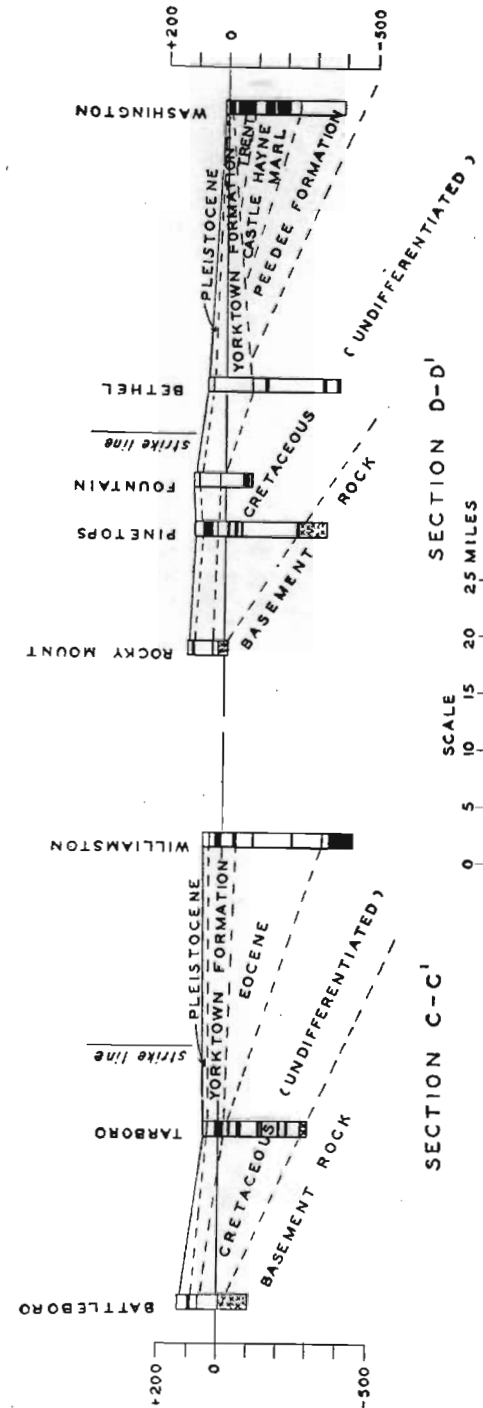 +200
0
-500
BATTLEBORO
TARBORO
strike line
WILLIAMSTON
PLEISTOCENE
YORKTOWN FORMATION
EOCENE
CRETACEOUS (UNDIFFERENTIATED)
BASEMENT ROCK
SECTION C-C'
ROCKY MOUNT
PINETOPS
FOUNTAIN
strike line
BETHEL
WASHINGTON
PLEISTOCENE
YORKTOWN FORMATION
TRENT
CASTLE HAYNE
MARL
PEEDEE FORMATION
CRETACEOUS (UNDIFFERENTIATED)
BASEMENT ROCK
SECTION D-D'
+200
0
-500
SCALE
0 5 10 15 20 25 MILES